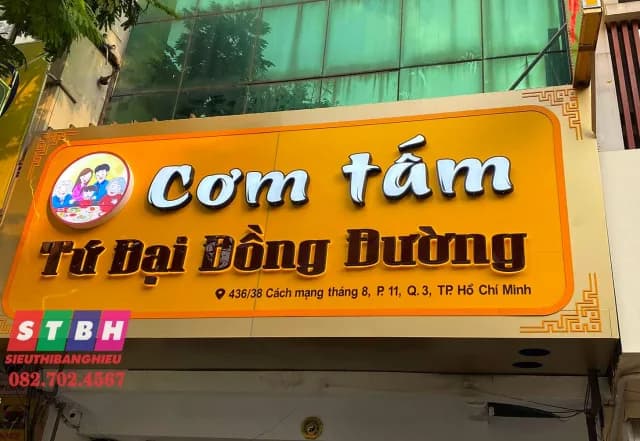 Cơm tấm
Tứ Đại Đồng Đường
436/38 Cách mạng tháng 8, P. 11, Q. 3, TP. Hồ Chí Minh
STBH
SIEUTHIBANGHIEU
082.702.4567